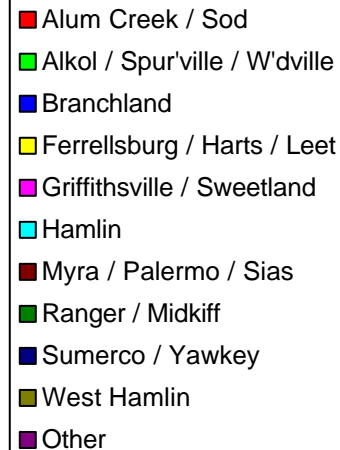 Alum Creek / Sod
Alkol / Spur'ville / W'dville
Branchland
Ferrellsburg / Harts / Leet
Griffithsville / Sweetland
Hamlin
Myra / Palermo / Sias
Ranger / Midkiff
Sumerco / Yawkey
West Hamlin
Other